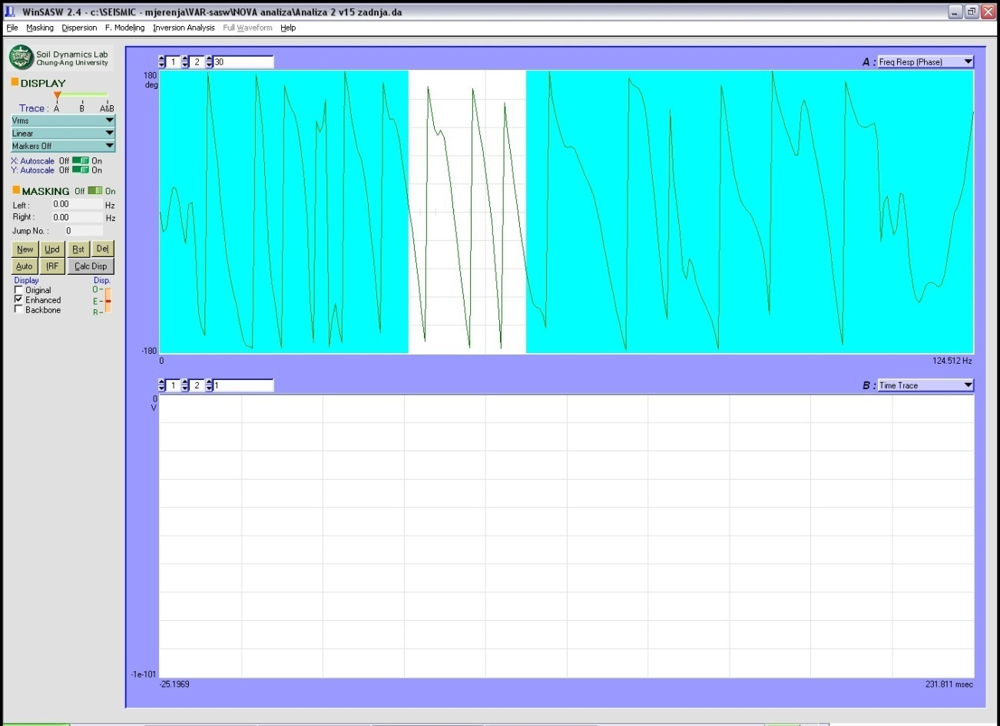 WinSASW 2.4 - c:\SEISMIC - mjerenja\VAR-sasw\NOVA analiza\Analiza 2 v15 zadnja.da
File Masking Dispersion F. Modeling Inversion Analysis Full Waveform Help
Soil Dynamics Lab
Chung-Ang University
DISPLAY
Trace : A B A&B
Vrms
Linear
Markers Off
X: Autoscale Off On
Y: Autoscale Off On
MASKING Off On
Left : 0.00 Hz
Right : 0.00 Hz
Jump No. : 0
New Upd Rst Del
Auto IRF Calc Disp
Display Disp.
Original O-
Enhanced E-
Backbone B-
1 2 30
A : Freq Resp (Phase)
180
deg
-180
0 124.512 Hz
1 2 1
B : Time Trace
0
V
-1e-101
-25.1969 231.811 msec